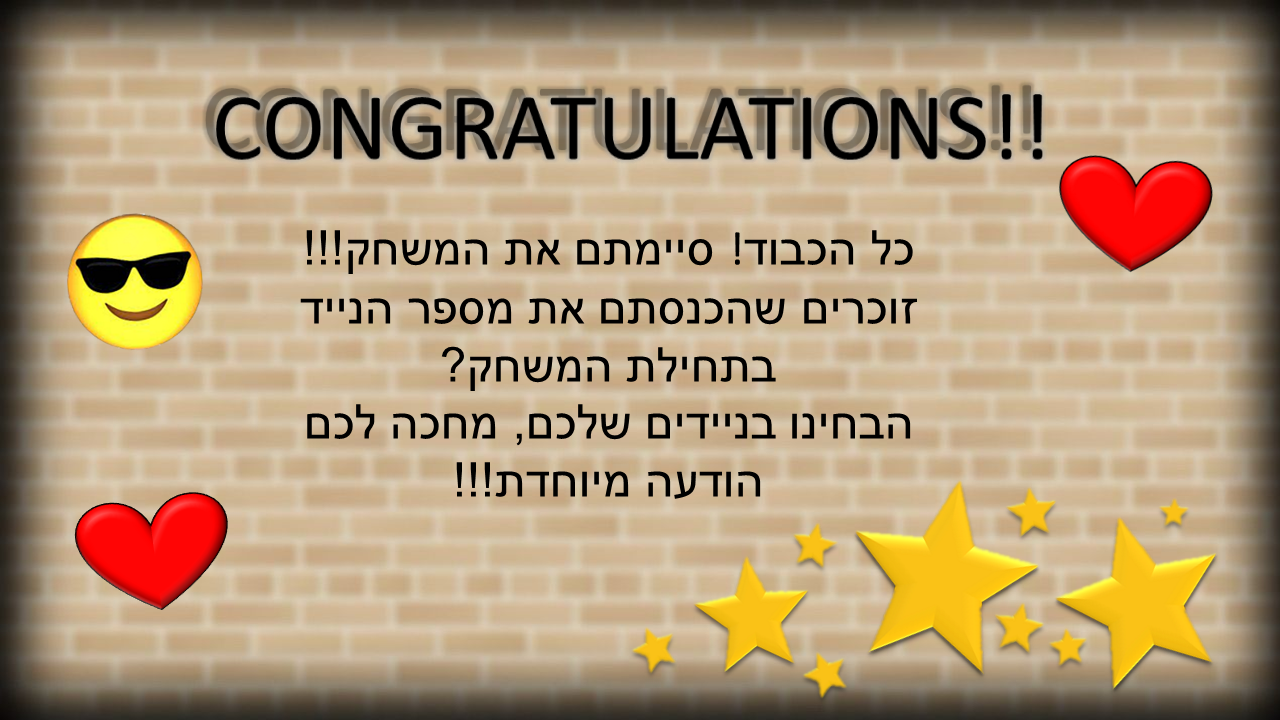 CONGRATULATIONS!!
כל הכבוד! סיימתם את המשחק!!!
זוכרים שהכנסתם את מספר הנייד
בתחילת המשחק?
הבחינו בניידים שלכם, מחכה לכם
הודעה מיוחדת!!!